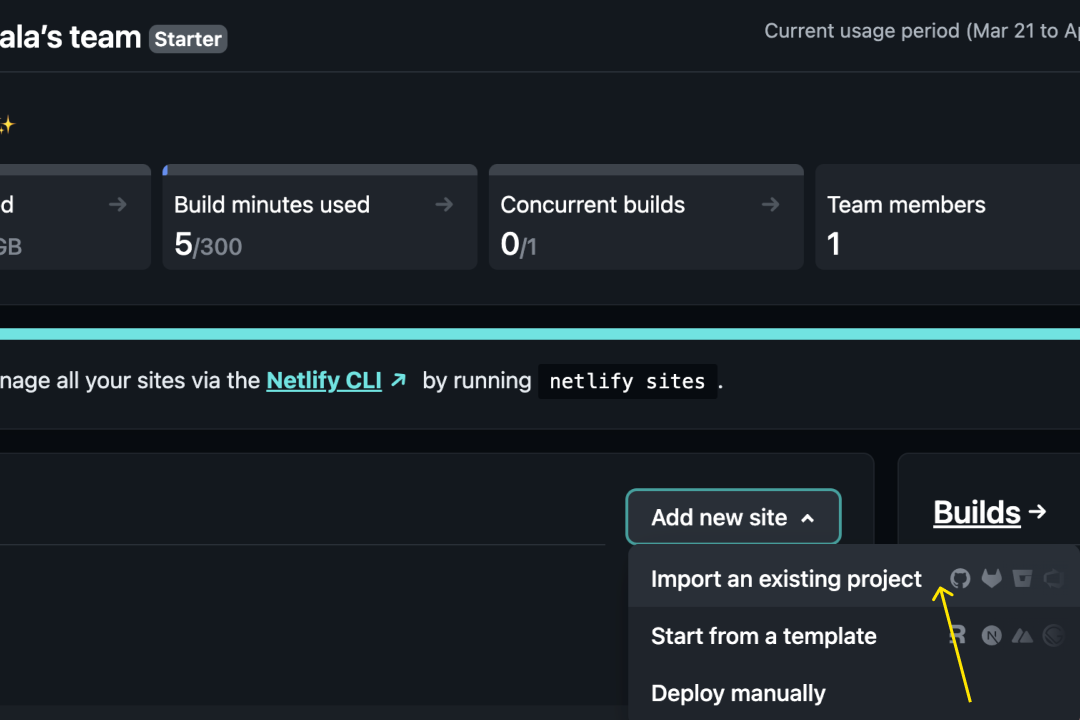 ala's team Starter
Current usage period (Mar 21 to Ap
d
GB
Build minutes used
5/300
Concurrent builds
0/1
Team members
1
nage all your sites via the Netlify CLI by running netlify sites.
Add new site
Builds
Import an existing project
Start from a template
Deploy manually